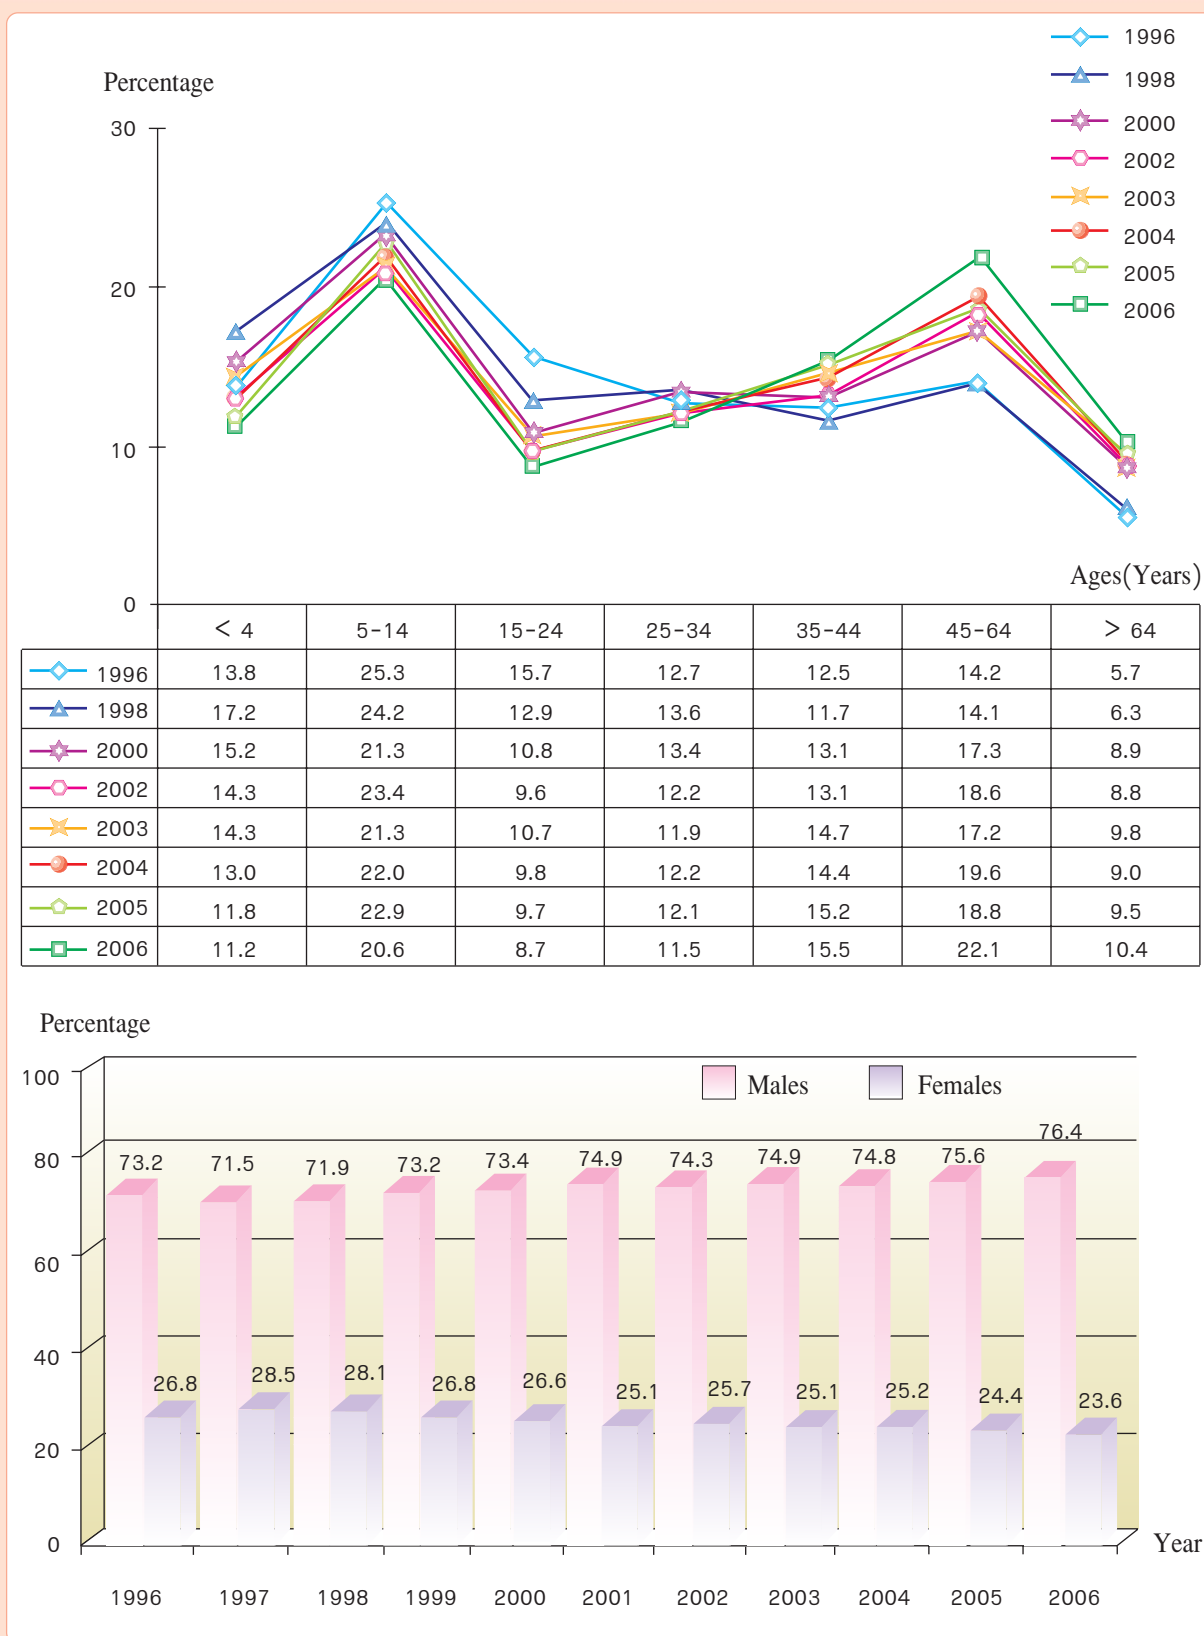 1996
1998
2000
2002
2003
2004
2005
2006
Percentage
30
20
10
0
Ages(Years)
< 4 5-14 15-24 25-34 35-44 45-64 > 64
1996 13.8 25.3 15.7 12.7 12.5 14.2 5.7
1998 17.2 24.2 12.9 13.6 11.7 14.1 6.3
2000 15.2 21.3 10.8 13.4 13.1 17.3 8.9
2002 14.3 23.4 9.6 12.2 13.1 18.6 8.8
2003 14.3 21.3 10.7 11.9 14.7 17.2 9.8
2004 13.0 22.0 9.8 12.2 14.4 19.6 9.0
2005 11.8 22.9 9.7 12.1 15.2 18.8 9.5
2006 11.2 20.6 8.7 11.5 15.5 22.1 10.4
Percentage
Males Females
100
80
60
40
20
0
73.2 71.5 71.9 73.2 73.4 74.9 74.3 74.9 74.8 75.6 76.4
26.8 28.5 28.1 26.8 26.6 25.1 25.7 25.1 25.2 24.4 23.6
Year
1996 1997 1998 1999 2000 2001 2002 2003 2004 2005 2006